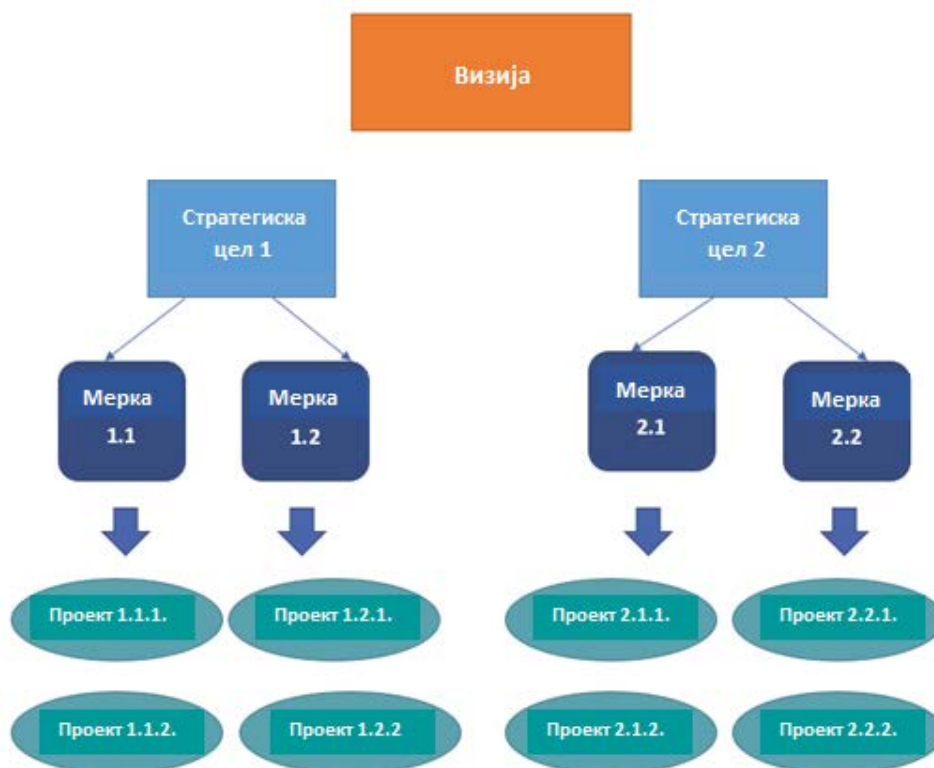 Визија
Стратегиска
цел 1
Стратегиска
цел 2
Мерка
1.1
Мерка
1.2
Мерка
2.1
Мерка
2.2
Проект 1.1.1.
Проект 1.2.1.
Проект 2.1.1.
Проект 2.2.1.
Проект 1.1.2.
Проект 1.2.2
Проект 2.1.2.
Проект 2.2.2.